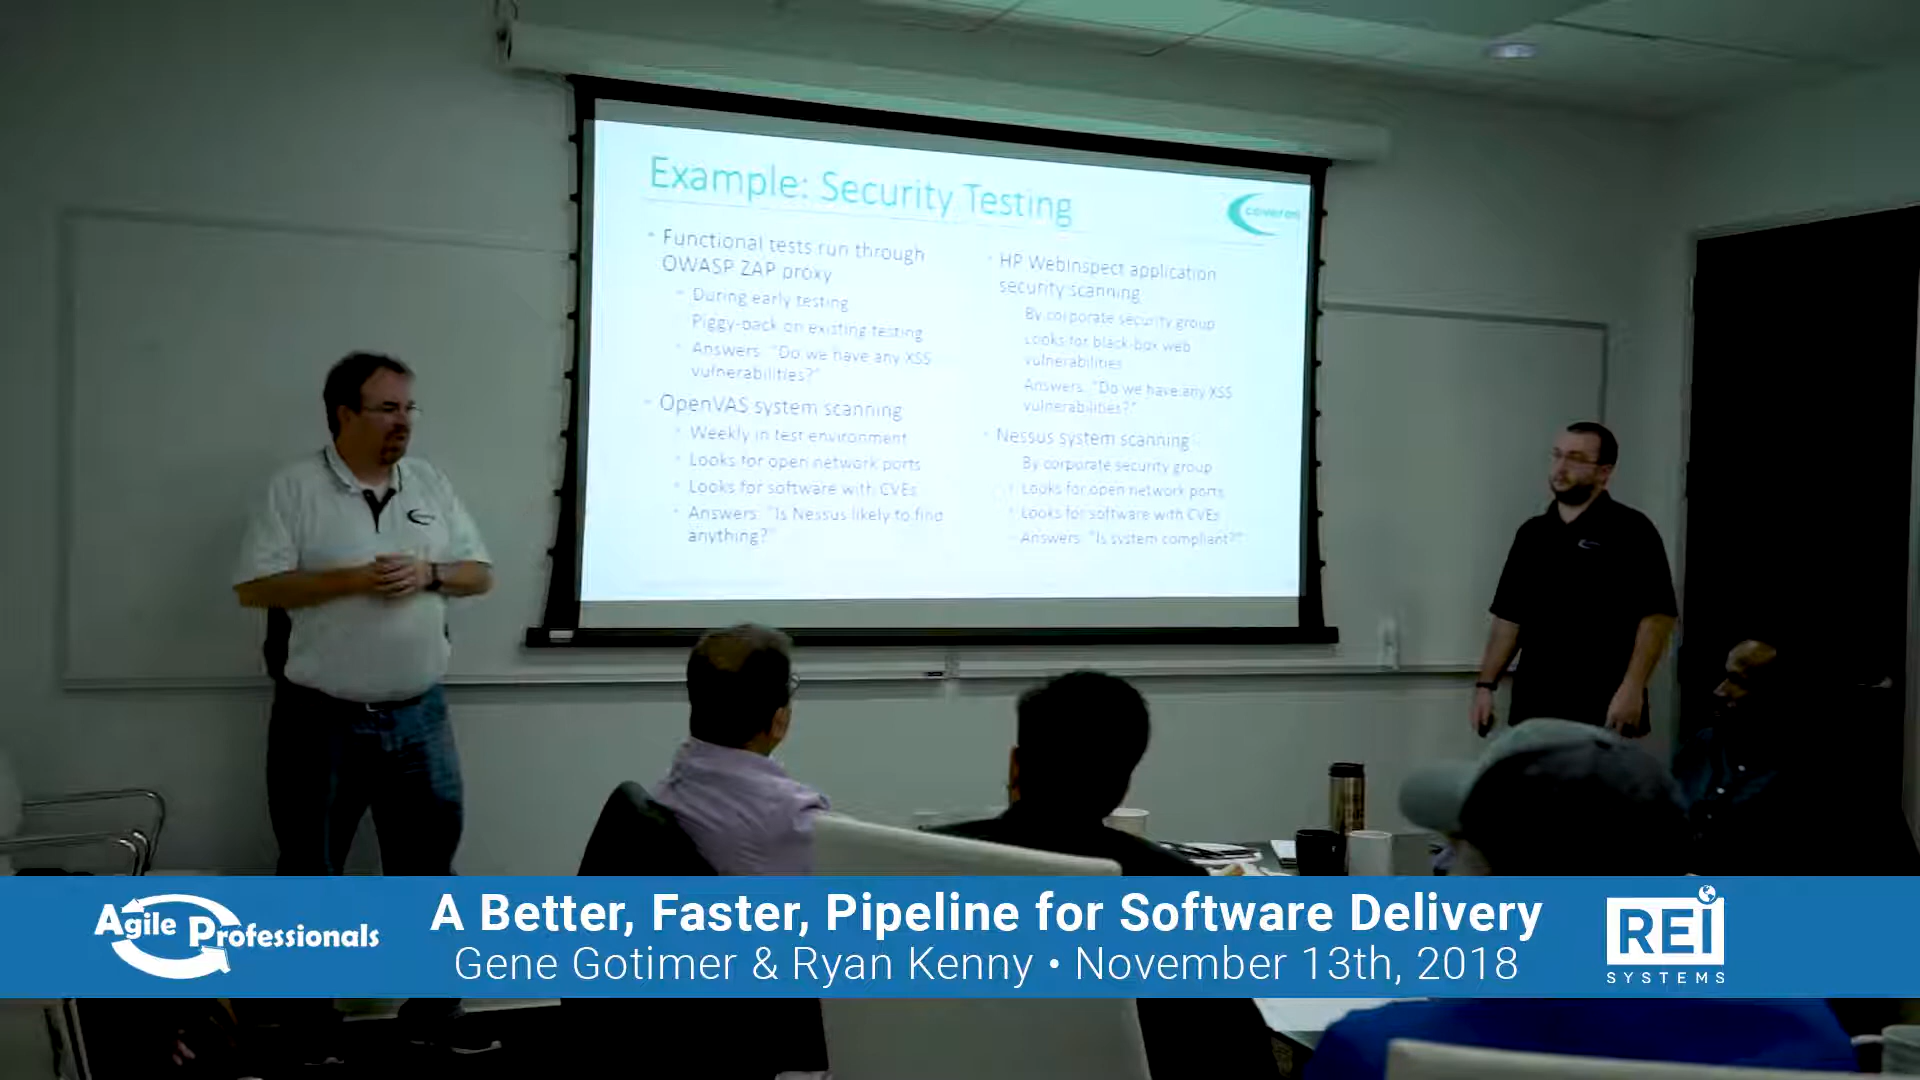 Example: Security Testing
coveros
Functional tests run through
OWASP ZAP proxy
During early testing
Piggy-back on existing testing
Answers: "Do we have any XSS
vulnerabilities?"
OpenVAS system scanning
Weekly in test environment
Looks for open network ports
Looks for software with CVEs
Answers: "Is Nessus likely to find
anything?"
HP WebInspect application
security scanning
By corporate security group
Looks for black-box web
vulnerabilities
Answers: "Do we have any XSS
vulnerabilities?"
Nessus system scanning
By corporate security group
Looks for open network ports
Looks for software with CVEs
Answers: "Is system compliant?"
Agile Professionals
A Better, Faster, Pipeline for Software Delivery
Gene Gotimer & Ryan Kenny • November 13th, 2018
REI
SYSTEMS